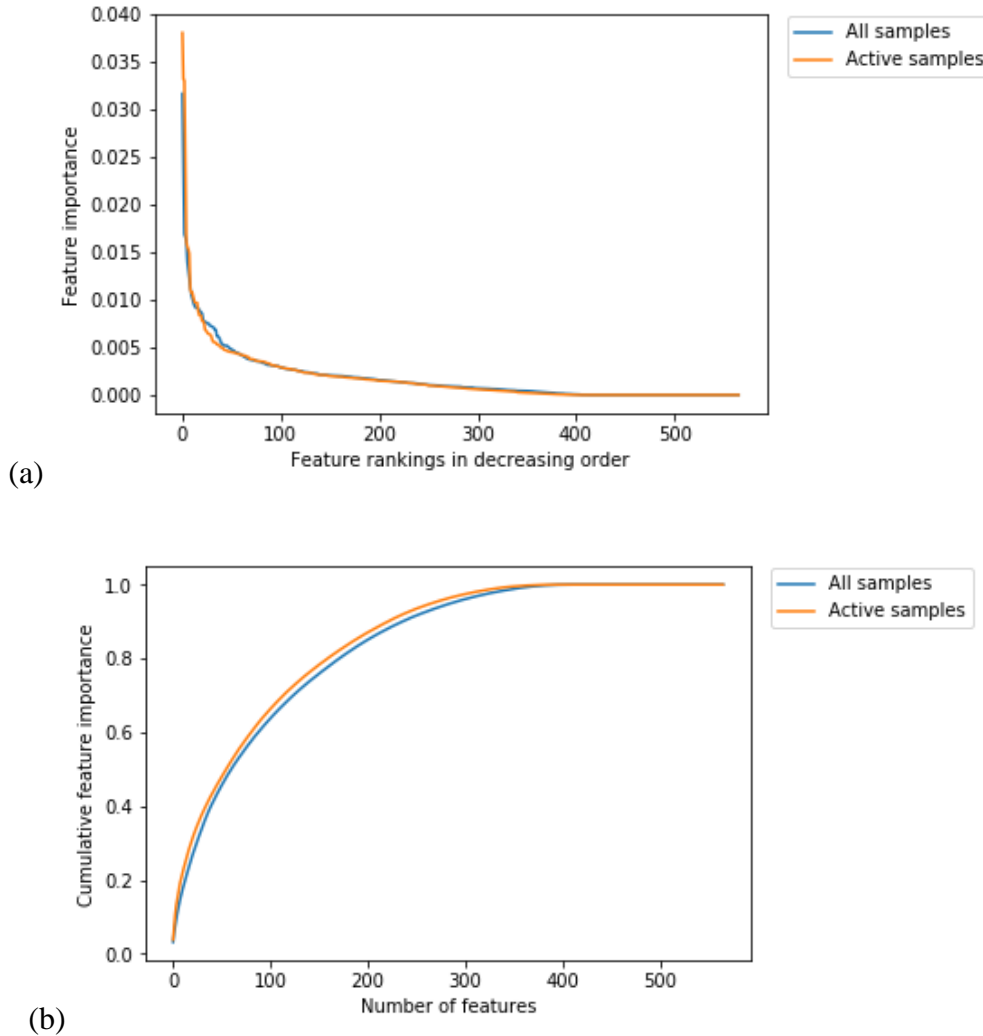 0.040
0.035
0.030
0.025
0.020
0.015
0.010
0.005
0.000
Feature importance
0
100
200
300
400
500
Feature rankings in decreasing order
All samples
Active samples
(a)
1.0
0.8
0.6
0.4
0.2
0.0
Cumulative feature importance
0
100
200
300
400
500
Number of features
All samples
Active samples
(b)